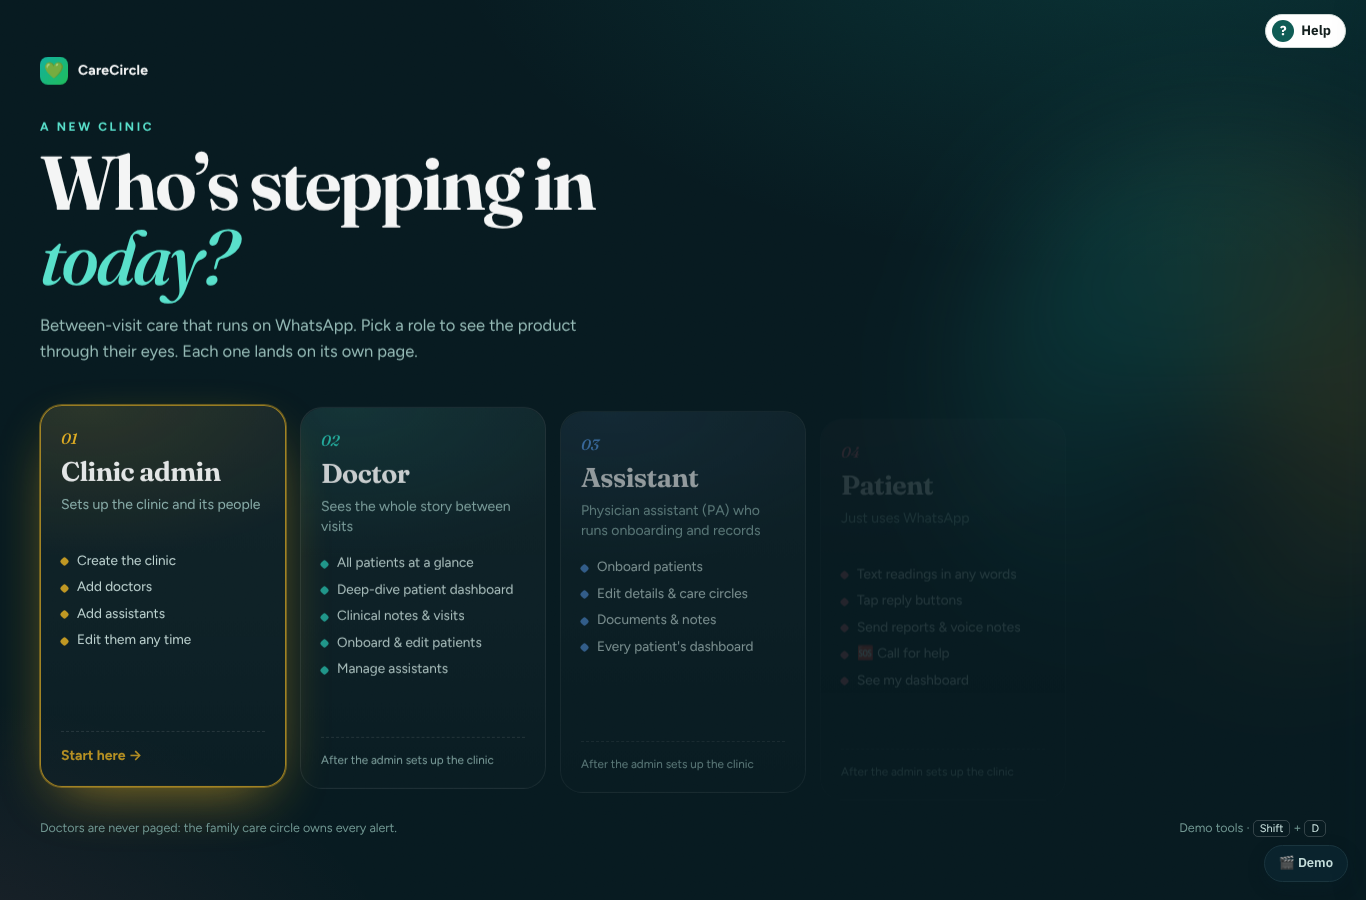 ? Help
CareCircle
A NEW CLINIC
Who’s stepping in
today?
Between-visit care that runs on WhatsApp. Pick a role to see the product
through their eyes. Each one lands on its own page.
01
Clinic admin
Sets up the clinic and its people
Create the clinic
Add doctors
Add assistants
Edit them any time
Start here →
02
Doctor
Sees the whole story between
visits
All patients at a glance
Deep-dive patient dashboard
Clinical notes & visits
Onboard & edit patients
Manage assistants
After the admin sets up the clinic
03
Assistant
Physician assistant (PA) who
runs onboarding and records
Onboard patients
Edit details & care circles
Documents & notes
Every patient's dashboard
After the admin sets up the clinic
04
Patient
Just uses WhatsApp
Text readings in any words
Tap reply buttons
Send reports & voice notes
🆘 Call for help
See my dashboard
After the admin sets up the clinic
Doctors are never paged: the family care circle owns every alert.
Demo tools · Shift + D
🎬 Demo